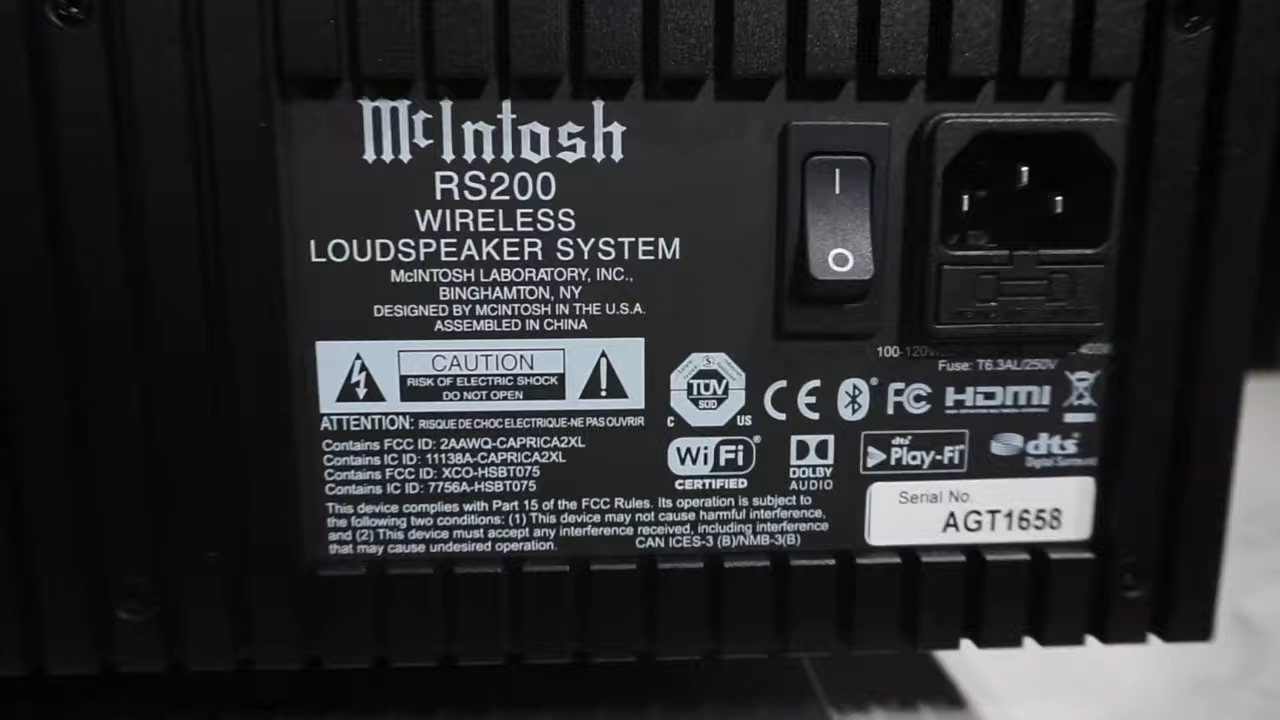 McIntosh
RS200
WIRELESS
LOUDSPEAKER SYSTEM
McINTOSH LABORATORY, INC.,
BINGHAMTON, NY
DESIGNED BY MCINTOSH IN THE U.S.A.
ASSEMBLED IN CHINA
CAUTION
RISK OF ELECTRIC SHOCK
DO NOT OPEN
ATTENTION: RISQUE DE CHOC ELECTRIQUE-NE PAS OUVRIR
Contains FCC ID: 2AAWQ-CAPRICA2XL
Contains IC ID: 11138A-CAPRICA2XL
Contains FCC ID: XCO-HSBT075
Contains IC ID: 7756A-HSBT075
This device complies with Part 15 of the FCC Rules. Its operation is subject to
the following two conditions: (1) This device may not cause harmful interference,
and (2) This device must accept any interference received, including interference
that may cause undesired operation. CAN ICES-3 (B)/NMB-3(B)
I
O
100-120V
Fuse: T6.3AL/250V
TÜV
SÜD
C US
CE
FC
HDMI
Wi Fi
CERTIFIED
DOLBY
AUDIO
dts
Play-Fi
dts
Digital Surround
Serial No.
AGT1658